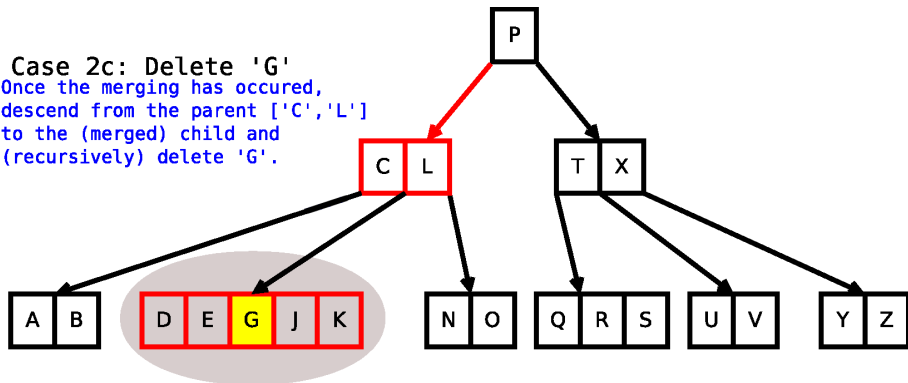 P
Case 2c: Delete 'G'
Once the merging has occured,
descend from the parent ['C','L']
to the (merged) child and
(recursively) delete 'G'.
C L
T X
A B
D E G J K
N O
Q R S
U V
Y Z